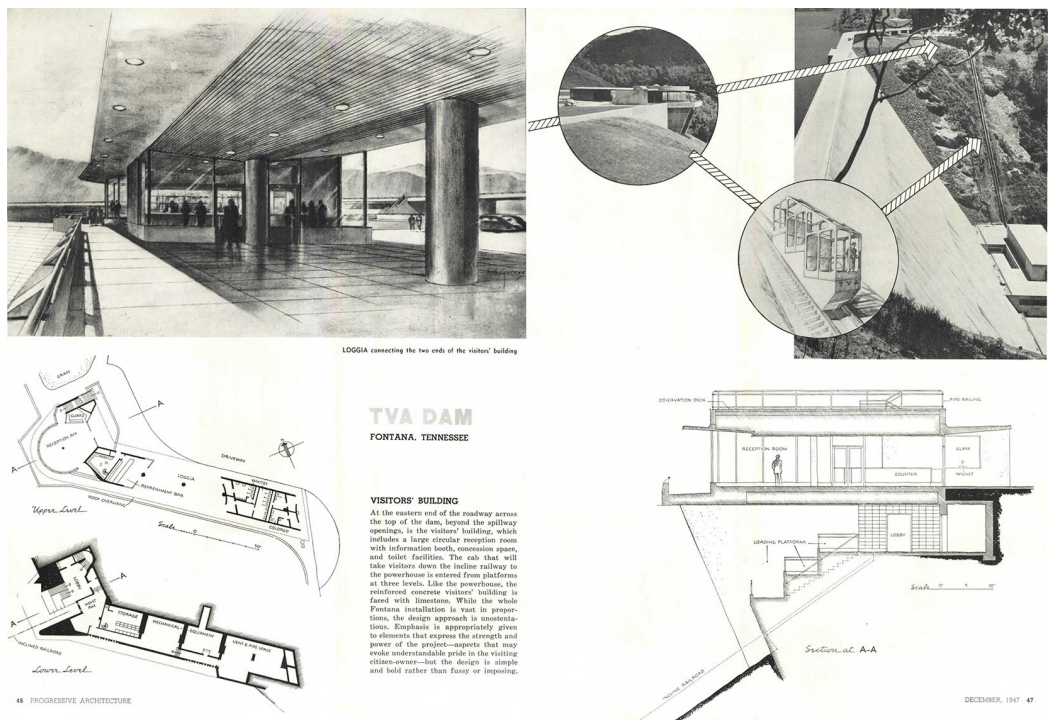 LOGGIA connecting the two ends of the visitors' building
GRASS
GUARD
RECEPTION RM
A
A
REFRESHMENT BAR
ROOF OVERHANG
LOGGIA
DRIVEWAY
WHITES
COLORED
N
Upper Level
Scale 0 50'
LOBBY
A
A
STORAGE
MECHANICAL
EQUIPMENT
VENT & PIPE SPACE
INCLINED RAILROAD
Lower Level
46 PROGRESSIVE ARCHITECTURE
TVA DAM
FONTANA, TENNESSEE
VISITORS' BUILDING
At the eastern end of the roadway across
the top of the dam, beyond the spillway
openings, is the visitors' building, which
includes a large circular reception room
with information booth, concession space,
and toilet facilities. The cab that will
take visitors down the incline railway to
the powerhouse is entered from platforms
at three levels. Like the powerhouse, the
reinforced concrete visitors' building is
faced with limestone. While the whole
Fontana installation is vast in propor-
tions, the design approach is unostenta-
tious. Emphasis is appropriately given
to elements that express the strength and
power of the project—aspects that may
evoke understandable pride in the visiting
citizen-owner—but the design is simple
and bold rather than fussy or imposing.
OBSERVATION DECK
PIPE RAILING
RECEPTION ROOM
GLASS
COUNTER
WICKET
LOADING PLATFORM
LOBBY
Scale 0 5 10'
Section at A-A
INCLINE RAILROAD
DECEMBER, 1947 47